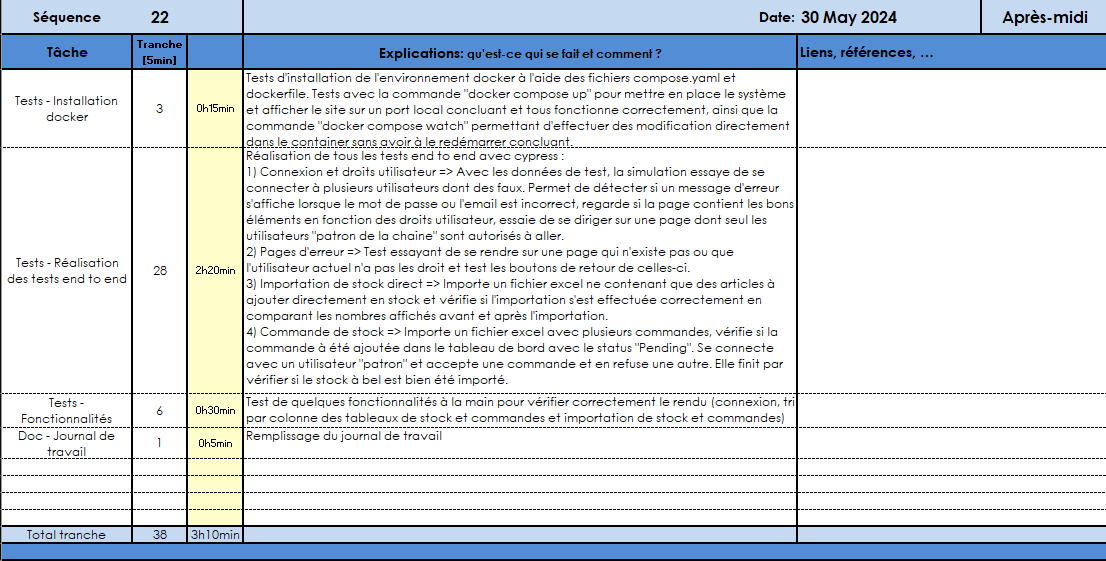 Séquence 22 Date: 30 May 2024 Après-midi
Tâche Tranche [5min] Explications: qu'est-ce qui se fait et comment ? Liens, références, ...
Tests - Installation docker 3 0h15min
Tests d'installation de l'environnement docker à l'aide des fichiers compose.yaml et
dockerfile. Tests avec la commande "docker compose up" pour mettre en place le système
et afficher le site sur un port local concluant et tous fonctionne correctement, ainsi que la
commande "docker compose watch" permettant d'effectuer des modification directement
dans le container sans avoir à le redémarrer concluant.
Tests - Réalisation des tests end to end 28 2h20min
Réalisation de tous les tests end to end avec cypress :
1) Connexion et droits utilisateur => Avec les données de test, la simulation essaye de se
connecter à plusieurs utilisateurs dont des faux. Permet de détecter si un message d'erreur
s'affiche lorsque le mot de passe ou l'email est incorrect, regarde si la page contient les bons
éléments en fonction des droits utilisateur, essaie de se diriger sur une page dont seul les
utilisateurs "patron de la chaine" sont autorisés à aller.
2) Pages d'erreur => Test essayant de se rendre sur une page qui n'existe pas ou que
l'utilisateur actuel n'a pas les droit et test les boutons de retour de celles-ci.
3) Importation de stock direct => Importe un fichier excel ne contenant que des articles à
ajouter directement en stock et vérifie si l'importation s'est effectuée correctement en
comparant les nombres affichés avant et après l'importation.
4) Commande de stock => Importe un fichier excel avec plusieurs commandes, vérifie si la
commande à été ajoutée dans le tableau de bord avec le status "Pending". Se connecte
avec un utilisateur "patron" et accepte une commande et en refuse une autre. Elle finit par
vérifier si le stock à bel est bien été importé.
Tests - Fonctionnalités 6 0h30min
Test de quelques fonctionnalités à la main pour vérifier correctement le rendu (connexion, tri
par colonne des tableaux de stock et commandes et importation de stock et commandes)
Doc - Journal de travail 1 0h5min
Remplissage du journal de travail
Total tranche 38 3h10min